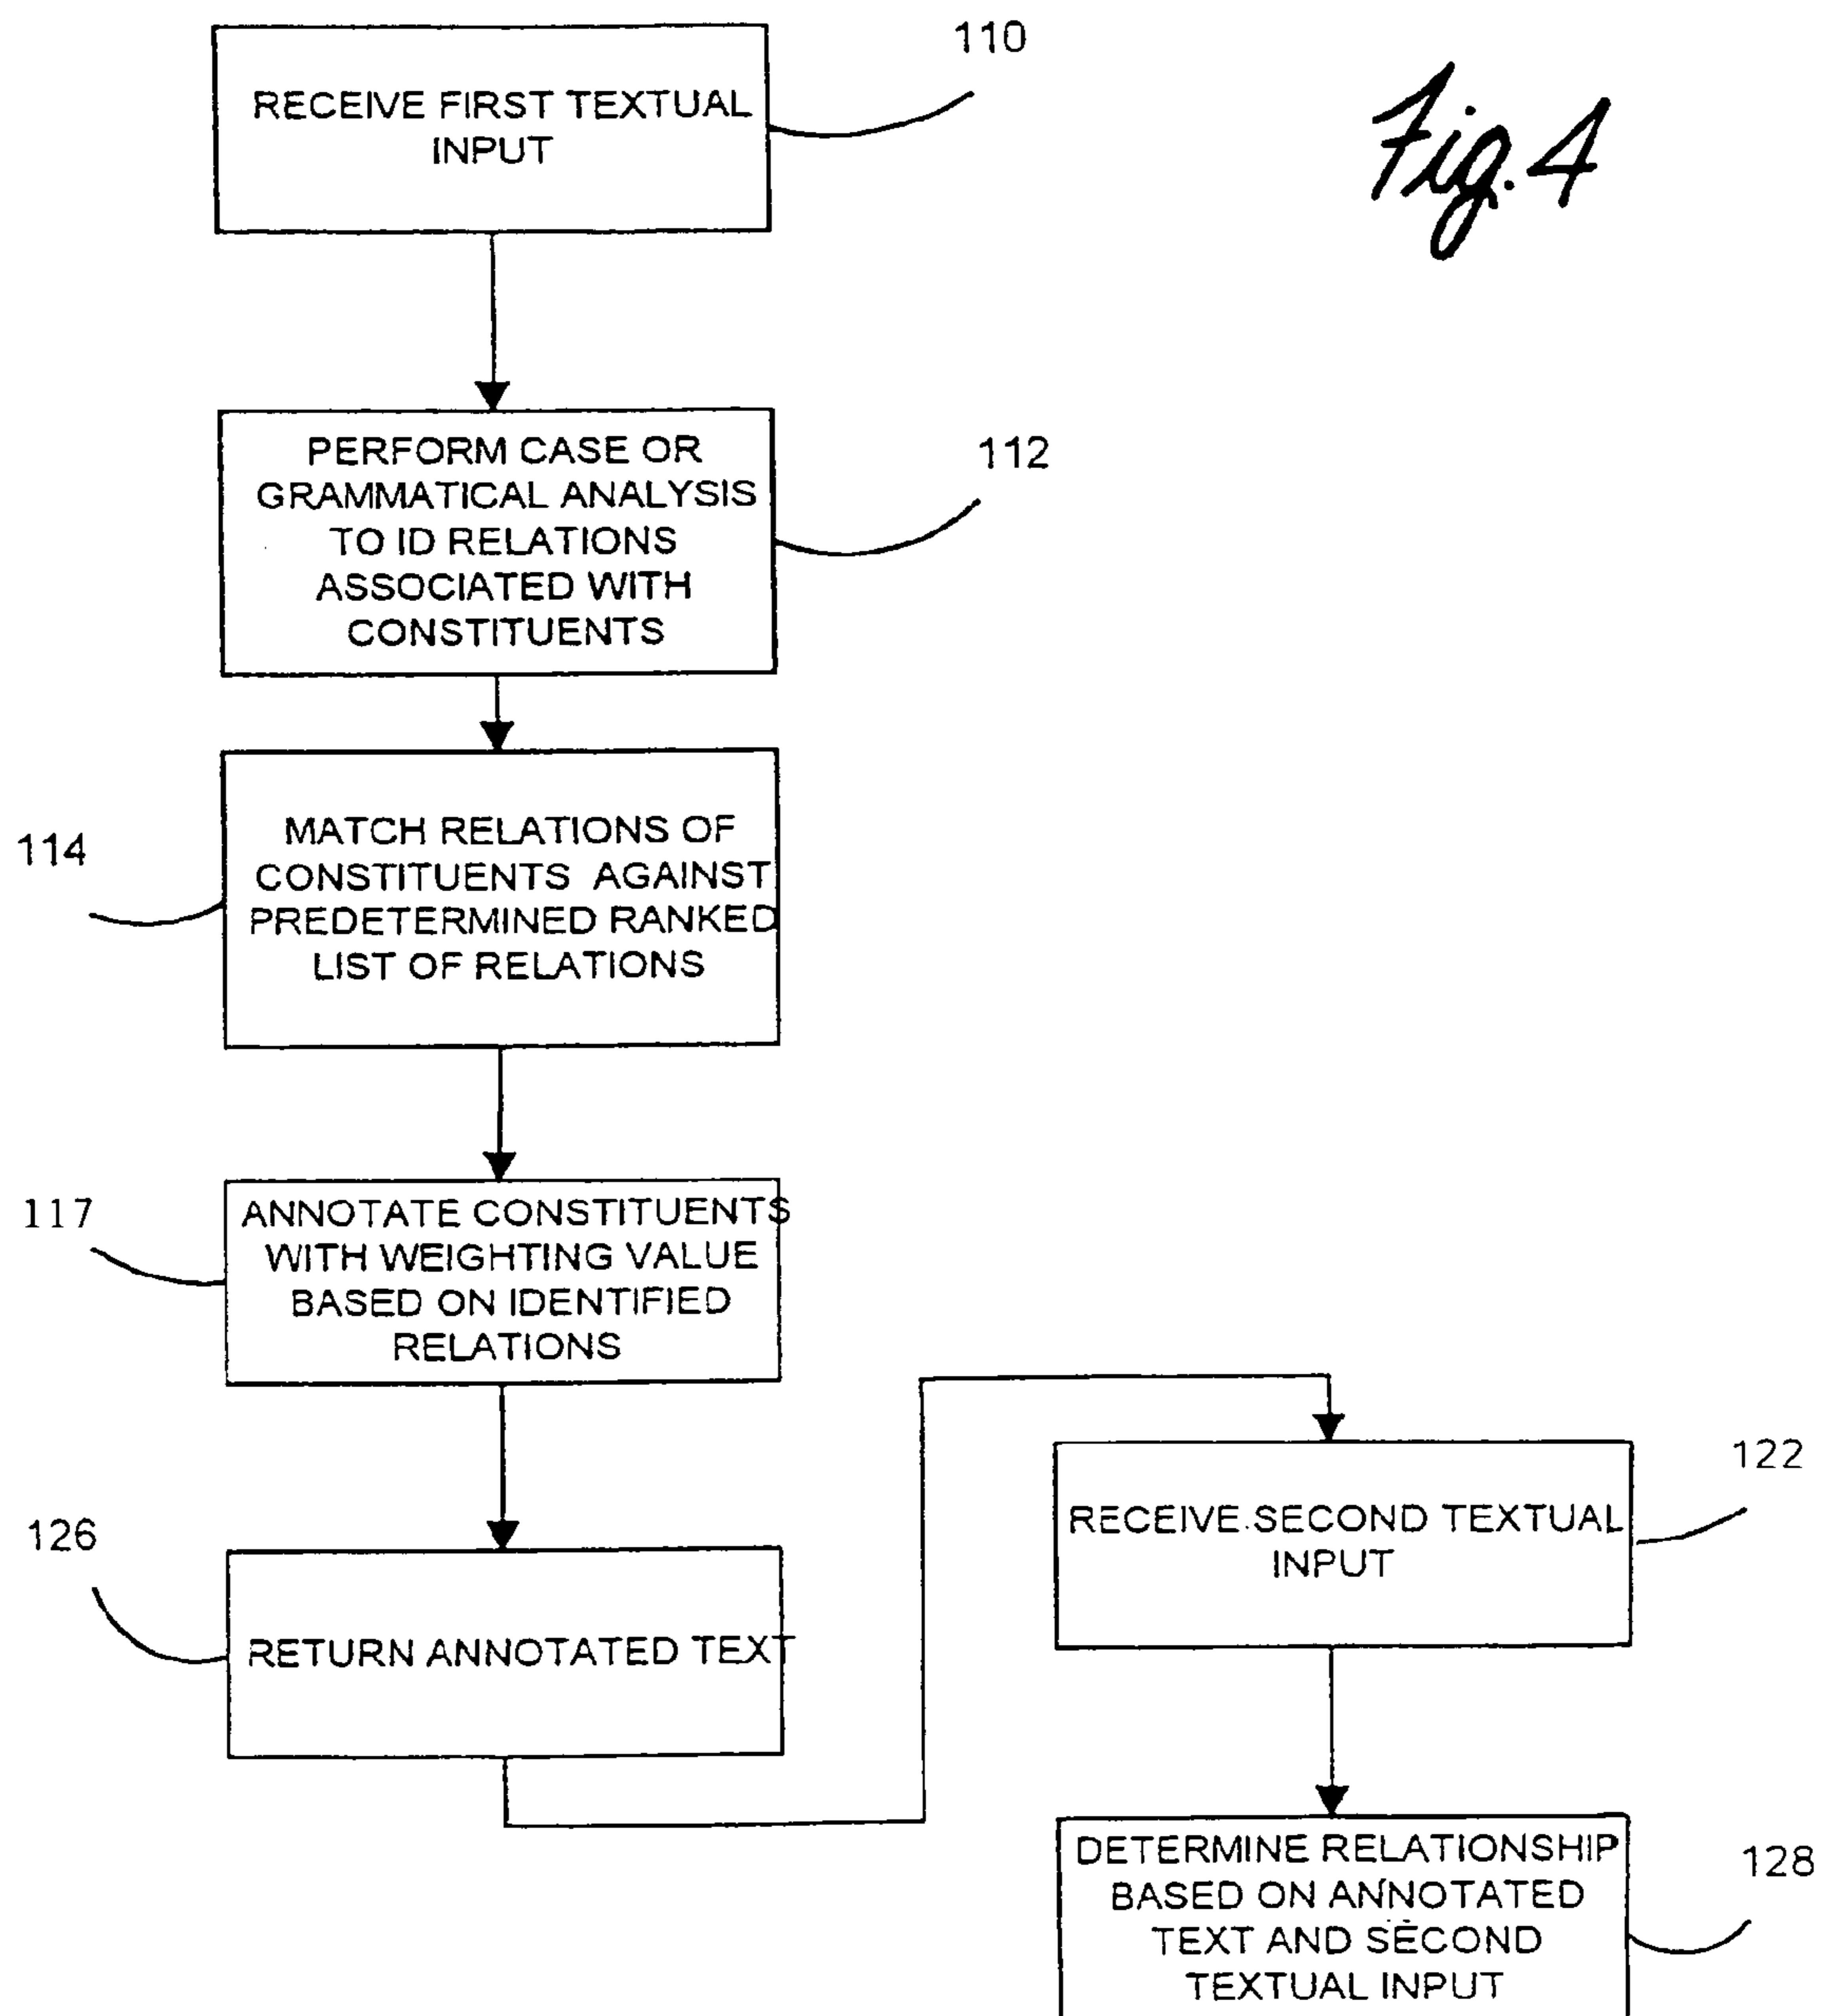 110
RECEIVE FIRST TEXTUAL
INPUT
Fig. 4
112
PERFORM CASE OR
GRAMMATICAL ANALYSIS
TO ID RELATIONS
ASSOCIATED WITH
CONSTITUENTS
114
MATCH RELATIONS OF
CONSTITUENTS AGAINST
PREDETERMINED RANKED
LIST OF RELATIONS
117
ANNOTATE CONSTITUENTS
WITH WEIGHTING VALUE
BASED ON IDENTIFIED
RELATIONS
126
RETURN ANNOTATED TEXT
122
RECEIVE SECOND TEXTUAL
INPUT
128
DETERMINE RELATIONSHIP
BASED ON ANNOTATED
TEXT AND SECOND
TEXTUAL INPUT